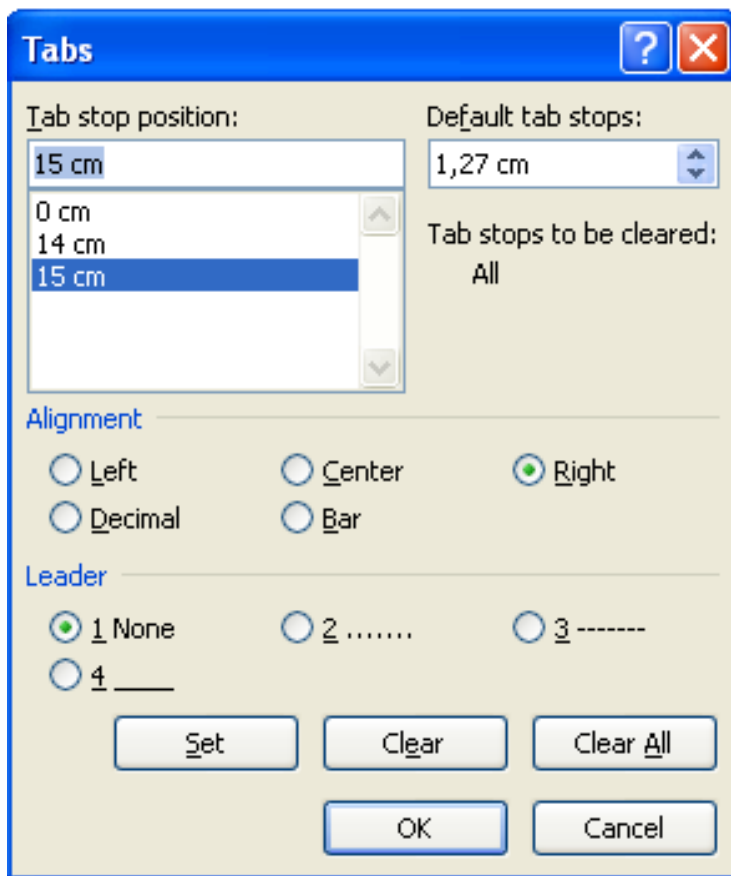 Tabs
Tab stop position:
Default tab stops:
15 cm
1,27 cm
0 cm
14 cm
15 cm
Tab stops to be cleared:
All
Alignment
Left
Center
Right
Decimal
Bar
Leader
1 None
2 .......
3 -------
4 ____
Set
Clear
Clear All
OK
Cancel